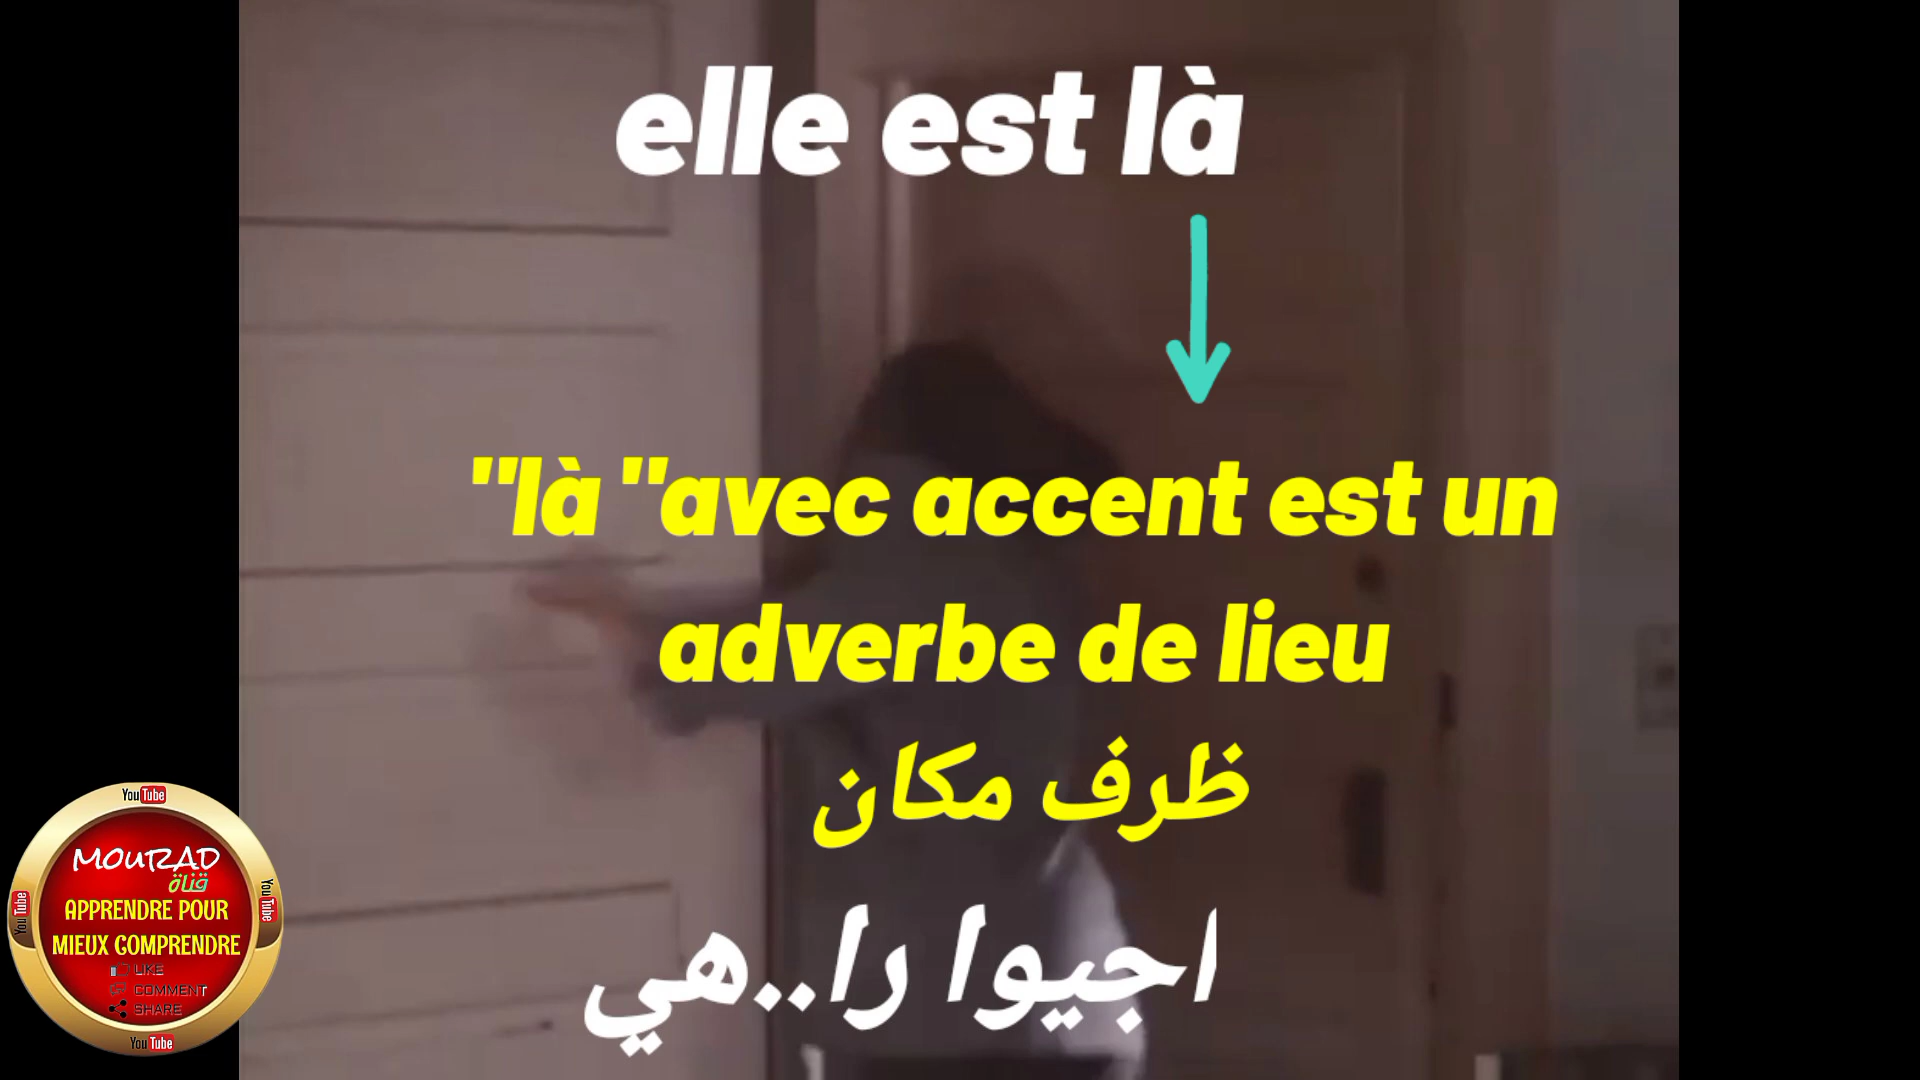 elle est là
"là "avec accent est un
adverbe de lieu
ظرف مكان
اجيوا را..هي
YouTube
MOURAD
قناة
APPRENDRE POUR
MIEUX COMPRENDRE
LIKE
COMMENT
SHARE
YouTube
YouTube
YouTube